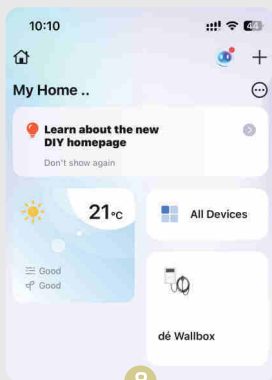 10:10
44
My Home ..
Learn about the new
DIY homepage
Don't show again
21°C
Good
Good
All Devices
dé Wallbox